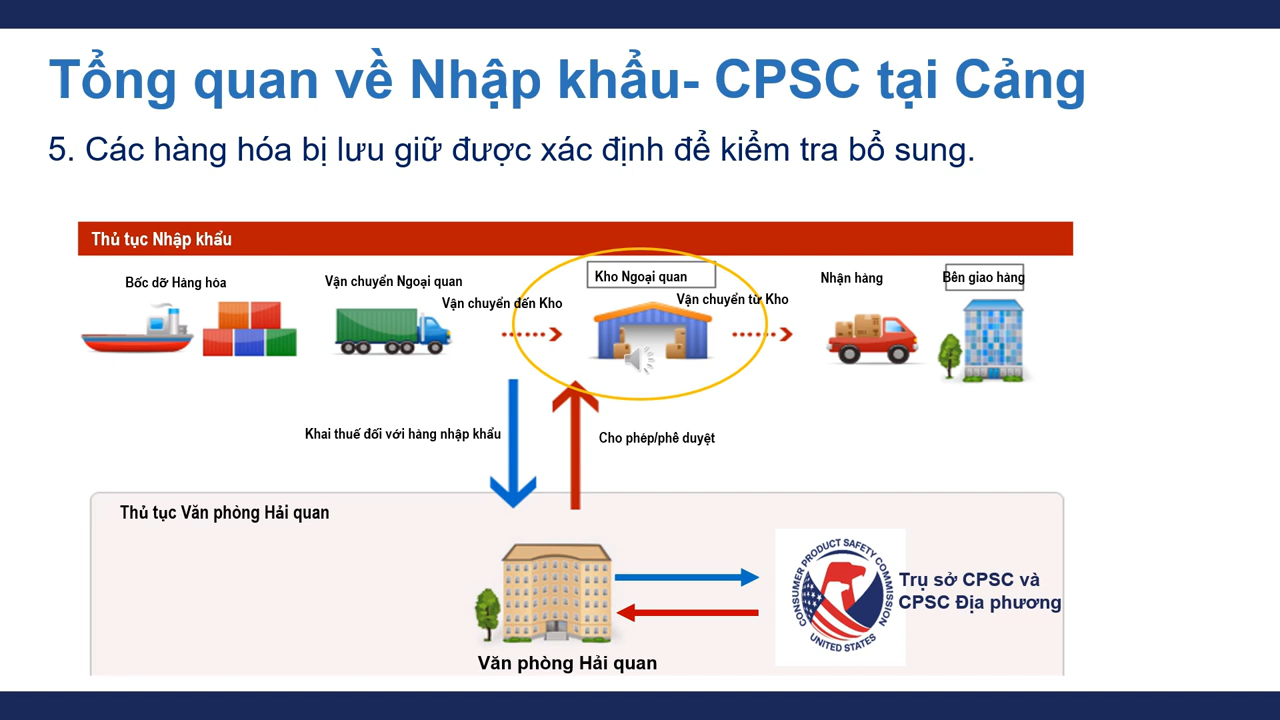 Tổng quan về Nhập khẩu- CPSC tại Cảng
5. Các hàng hóa bị lưu giữ được xác định để kiểm tra bổ sung.
Thủ tục Nhập khẩu
Bốc dỡ Hàng hóa
Vận chuyển Ngoại quan
Vận chuyển đến Kho
Kho Ngoại quan
Vận chuyển từ Kho
Nhận hàng
Bên giao hàng
Khai thuế đối với hàng nhập khẩu
Cho phép/phê duyệt
Thủ tục Văn phòng Hải quan
Văn phòng Hải quan
CONSUMER PRODUCT SAFETY COMMISSION
UNITED STATES
Trụ sở CPSC và
CPSC Địa phương